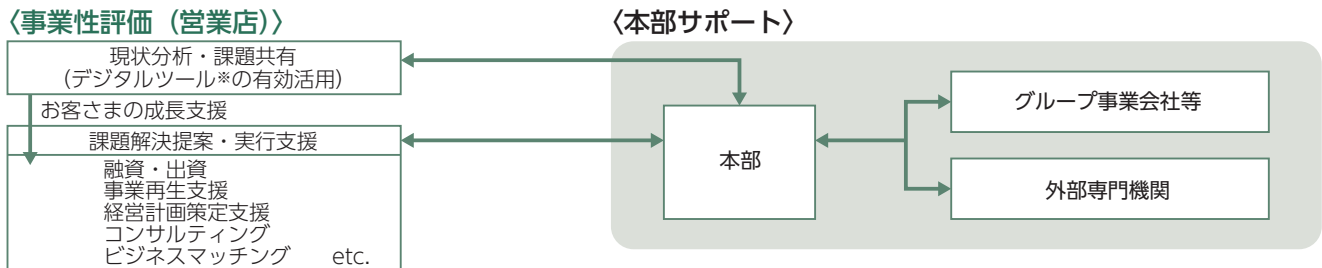 〈事業性評価（営業店）〉
〈本部サポート〉
現状分析・課題共有
（デジタルツール※の有効活用）
お客さまの成長支援
課題解決提案・実行支援
融資・出資
事業再生支援
経営計画策定支援
コンサルティング
ビジネスマッチング　etc.
本部
グループ事業会社等
外部専門機関